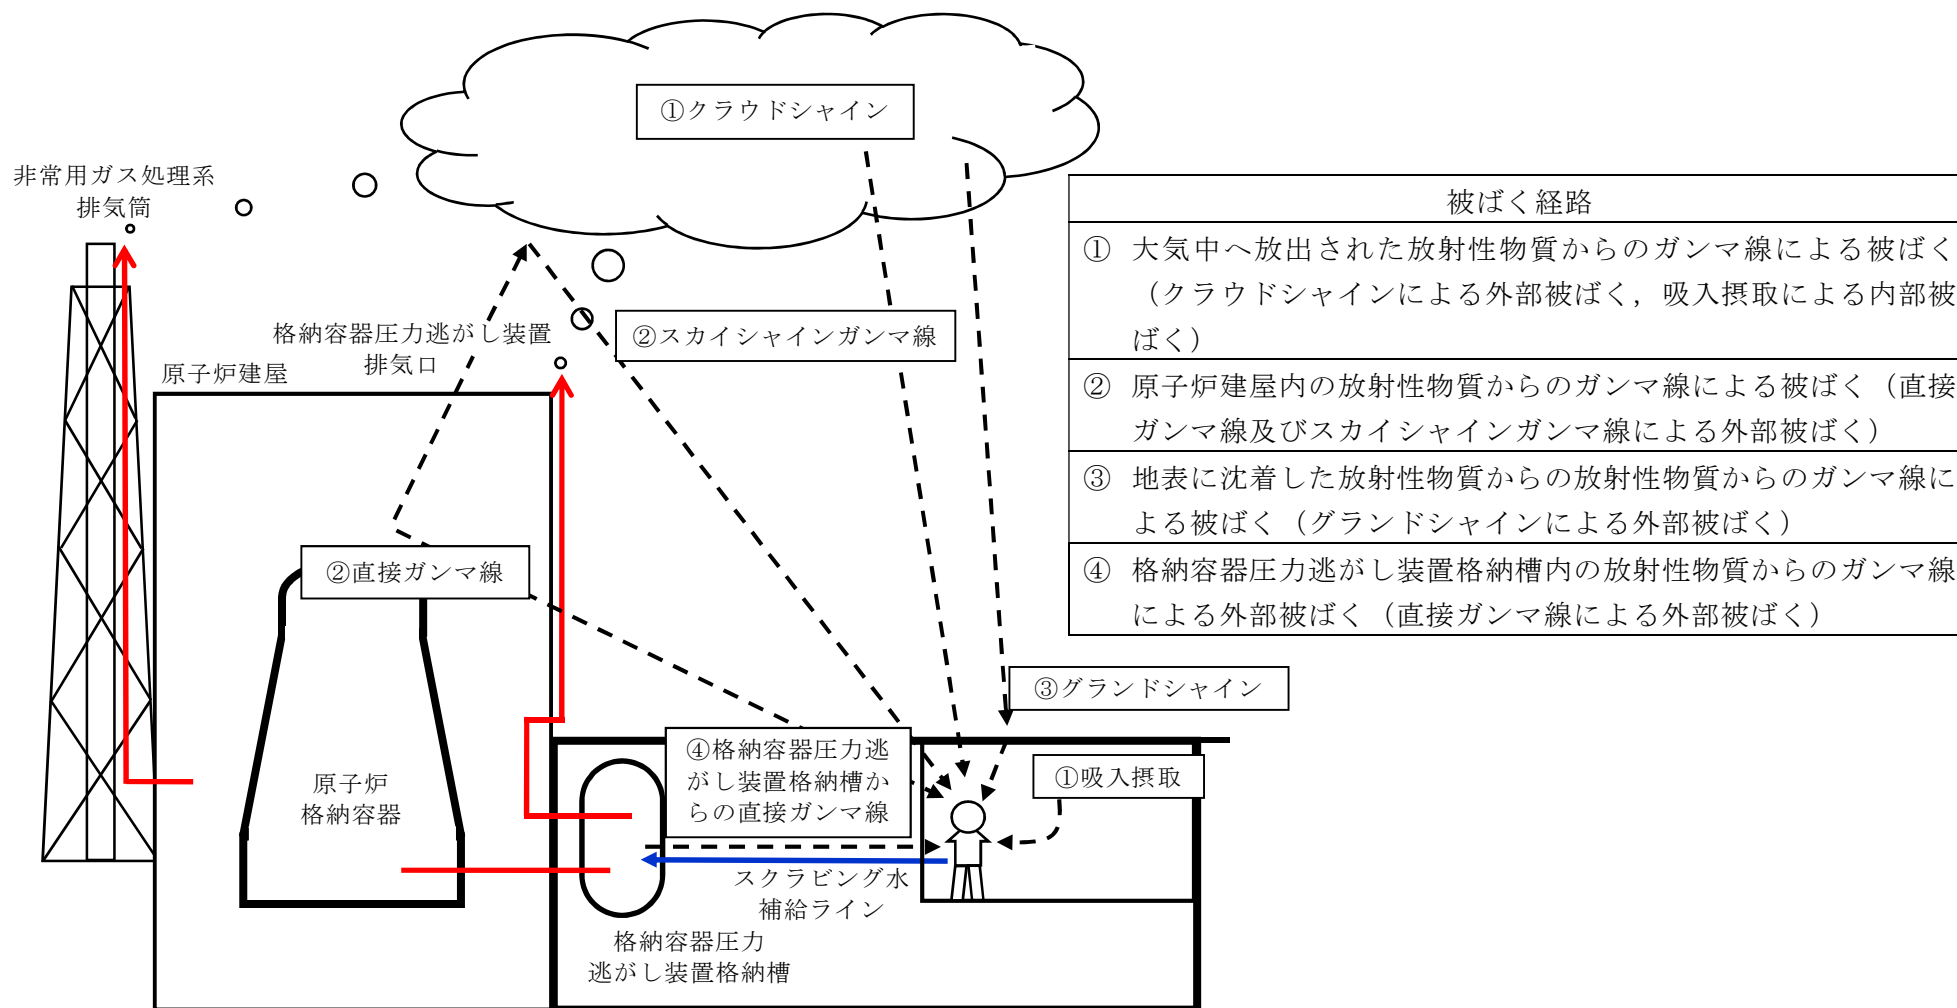 ①クラウドシャイン
非常用ガス処理系
排気筒
格納容器圧力逃がし装置
排気口
②スカイシャインガンマ線
原子炉建屋
②直接ガンマ線
③グランドシャイン
④格納容器圧力逃
がし装置格納槽か
らの直接ガンマ線
①吸入摂取
原子炉
格納容器
スクラビング水
補給ライン
格納容器圧力
逃がし装置格納槽
被ばく経路
① 大気中へ放出された放射性物質からのガンマ線による被ばく
（クラウドシャインによる外部被ばく，吸入摂取による内部被
ばく）
② 原子炉建屋内の放射性物質からのガンマ線による被ばく（直接
ガンマ線及びスカイシャインガンマ線による外部被ばく）
③ 地表に沈着した放射性物質からの放射性物質からのガンマ線に
よる被ばく（グランドシャインによる外部被ばく）
④ 格納容器圧力逃がし装置格納槽内の放射性物質からのガンマ線
による外部被ばく（直接ガンマ線による外部被ばく）